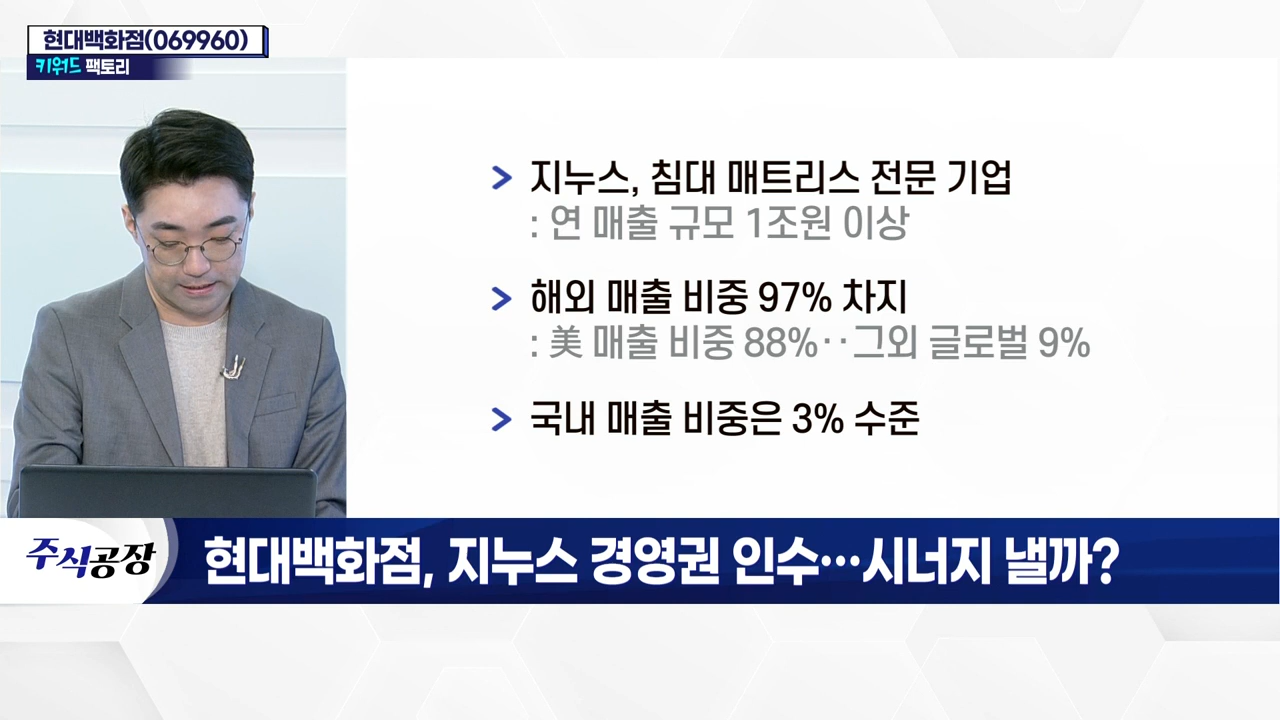 현대백화점(069960)
키워드 팩토리
> 지누스, 침대 매트리스 전문 기업
: 연 매출 규모 1조원 이상
> 해외 매출 비중 97% 차지
: 美 매출 비중 88%‥그외 글로벌 9%
> 국내 매출 비중은 3% 수준
주식공장
현대백화점, 지누스 경영권 인수…시너지 낼까?